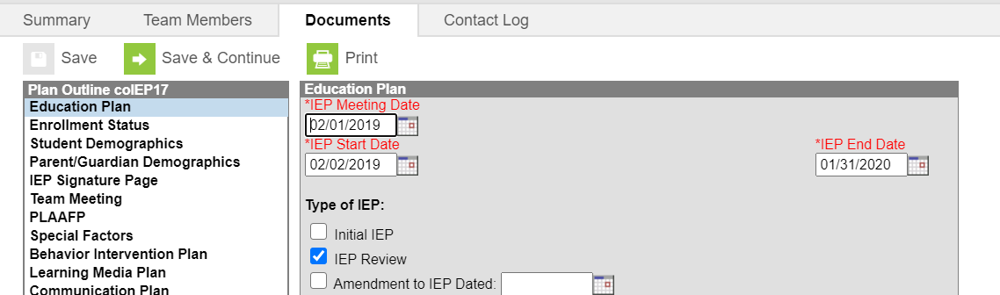 Summary Team Members Documents Contact Log
Save Save & Continue Print
Plan Outline coIEP17
Education Plan
Enrollment Status
Student Demographics
Parent/Guardian Demographics
IEP Signature Page
Team Meeting
PLAAFP
Special Factors
Behavior Intervention Plan
Learning Media Plan
Communication Plan
Education Plan
*IEP Meeting Date
02/01/2019
*IEP Start Date *IEP End Date
02/02/2019 01/31/2020
Type of IEP:
Initial IEP
IEP Review
Amendment to IEP Dated: